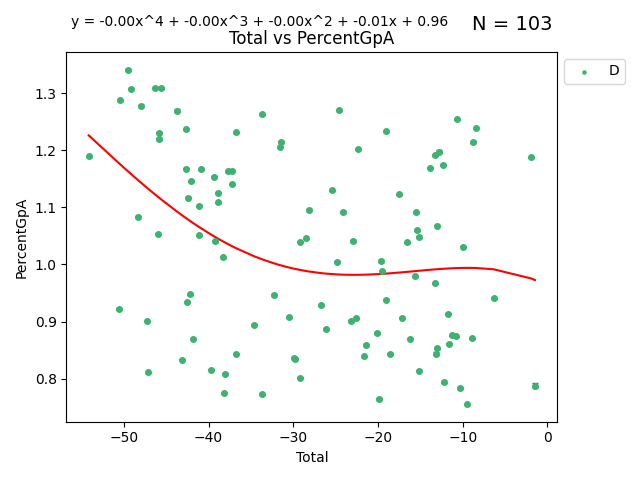 y = -0.00x^4 + -0.00x^3 + -0.00x^2 + -0.01x + 0.96
N = 103
Total vs PercentGpA
D
PercentGpA
1.3
1.2
1.1
1.0
0.9
0.8
−50
−40
−30
−20
−10
0
Total